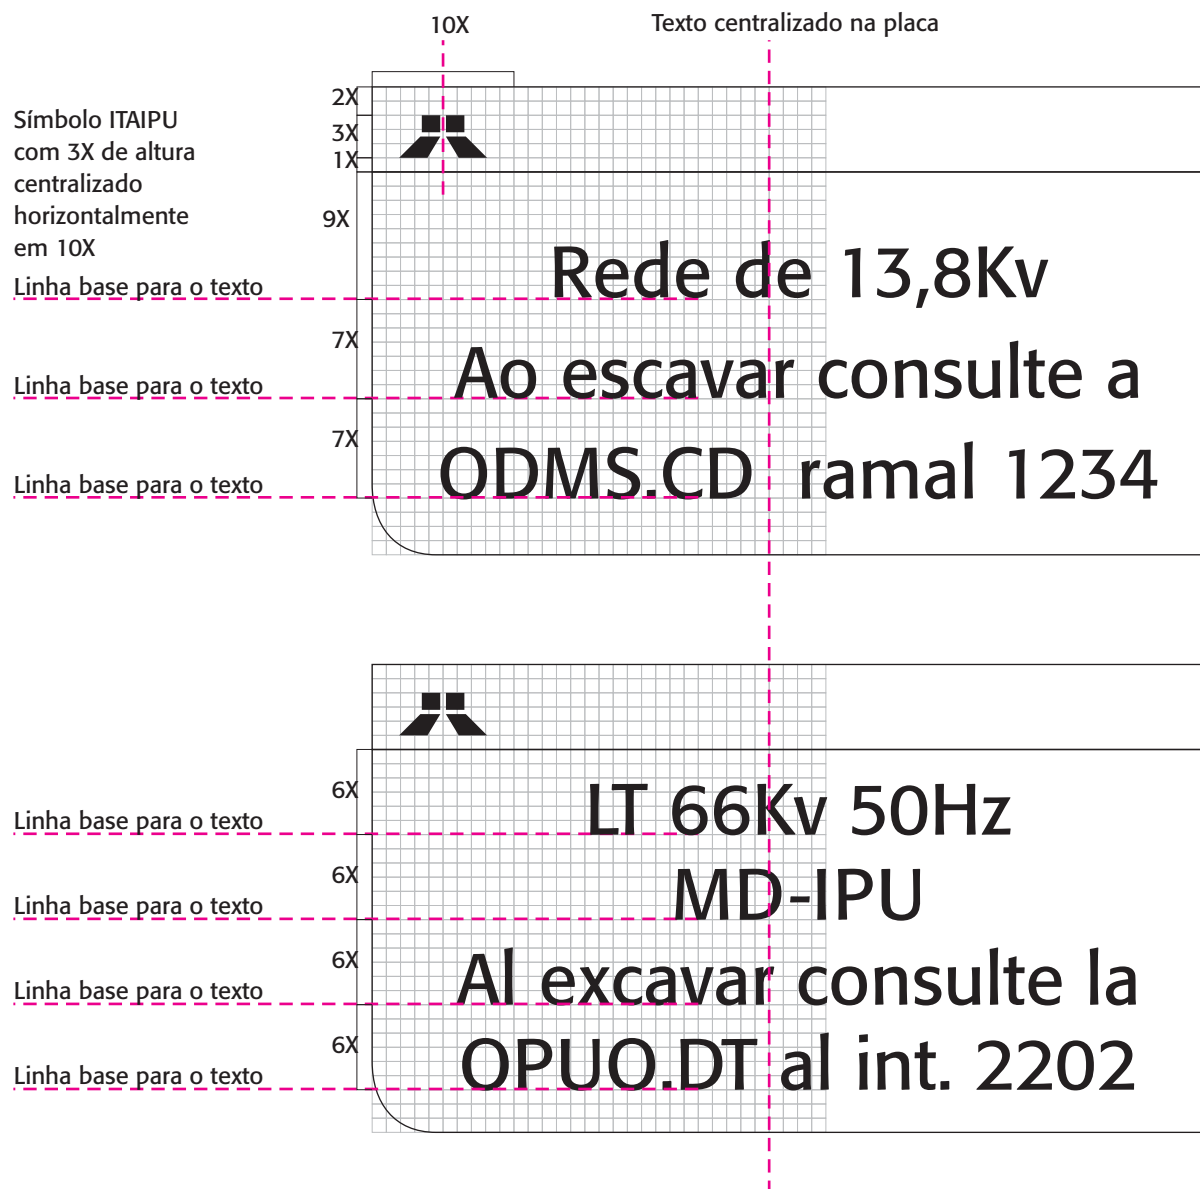 10X
Texto centralizado na placa
Símbolo ITAIPU
com 3X de altura
centralizado
horizontalmente
em 10X
2X
3X
1X
9X
Rede de 13,8Kv
Linha base para o texto
7X
Ao escavar consulte a
Linha base para o texto
7X
ODMS.CD ramal 1234
Linha base para o texto
6X
LT 66Kv 50Hz
Linha base para o texto
6X
MD-IPU
Linha base para o texto
6X
Al excavar consulte la
Linha base para o texto
6X
OPUO.DT al int. 2202
Linha base para o texto